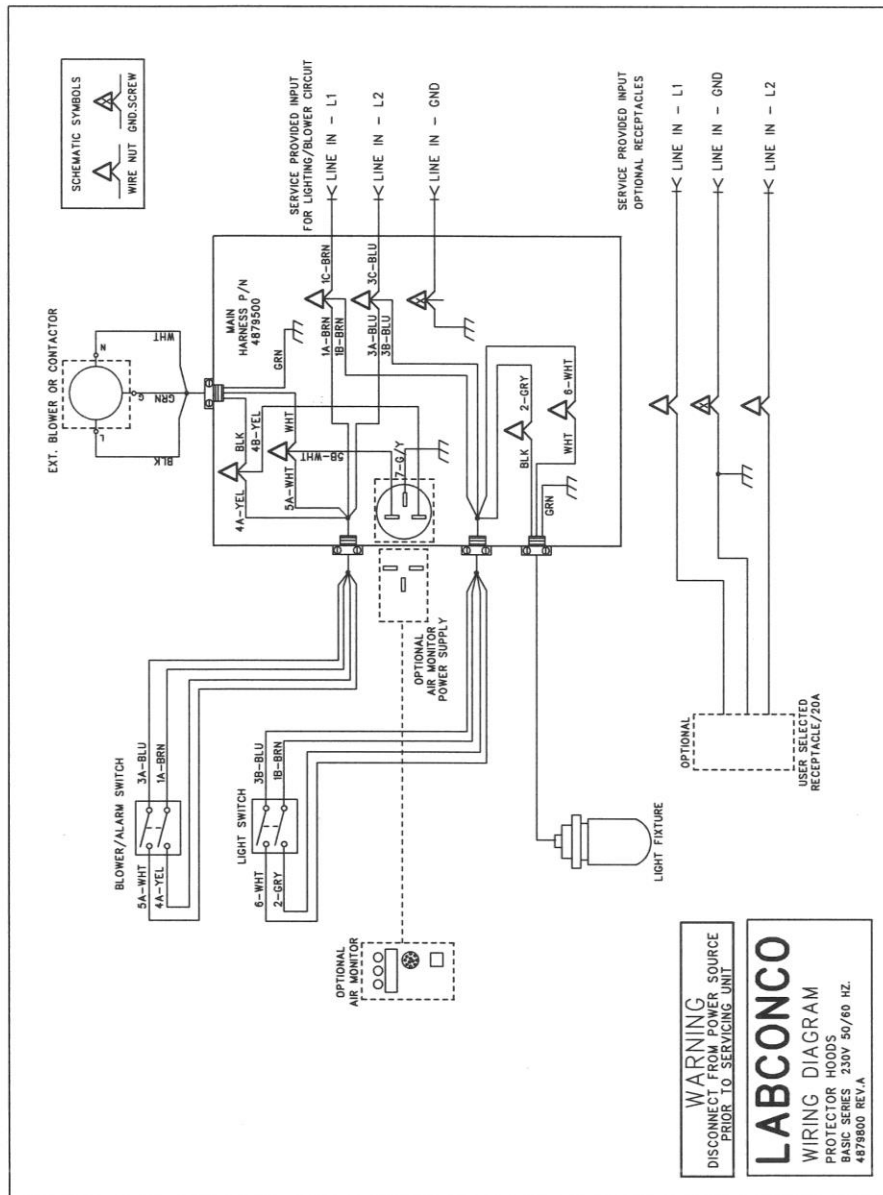 SCHEMATIC SYMBOLS
WIRE NUT
GND.SCREW
EXT. BLOWER OR CONTACTOR
L
N
G
BLK
GRN
WHT
MAIN
HARNESS P/N
4879500
GRN
SERVICE PROVIDED INPUT
FOR LIGHTING/BLOWER CIRCUIT
LINE IN - L1
LINE IN - L2
LINE IN - GND
1C-BRN
1A-BRN
1B-BRN
3C-BLU
3A-BLU
3B-BLU
4A-YEL
BLK
4B-YEL
5A-WHT
WHT
5B-WHT
7-G/Y
BLK
2-GRY
WHT
6-WHT
GRN
BLOWER/ALARM SWITCH
5A-WHT
4A-YEL
3A-BLU
1A-BRN
LIGHT SWITCH
6-WHT
2-GRY
3B-BLU
1B-BRN
OPTIONAL
AIR MONITOR
POWER SUPPLY
OPTIONAL
AIR MONITOR
LIGHT FIXTURE
SERVICE PROVIDED INPUT
OPTIONAL RECEPTACLES
LINE IN - L1
LINE IN - GND
LINE IN - L2
OPTIONAL
USER SELECTED
RECEPTACLE/20A
WARNING
DISCONNECT FROM POWER SOURCE
PRIOR TO SERVICING UNIT
LABCONCO
WIRING DIAGRAM
PROTECTOR HOODS
BASIC SERIES 230V 50/60 HZ.
4879800 REV.A